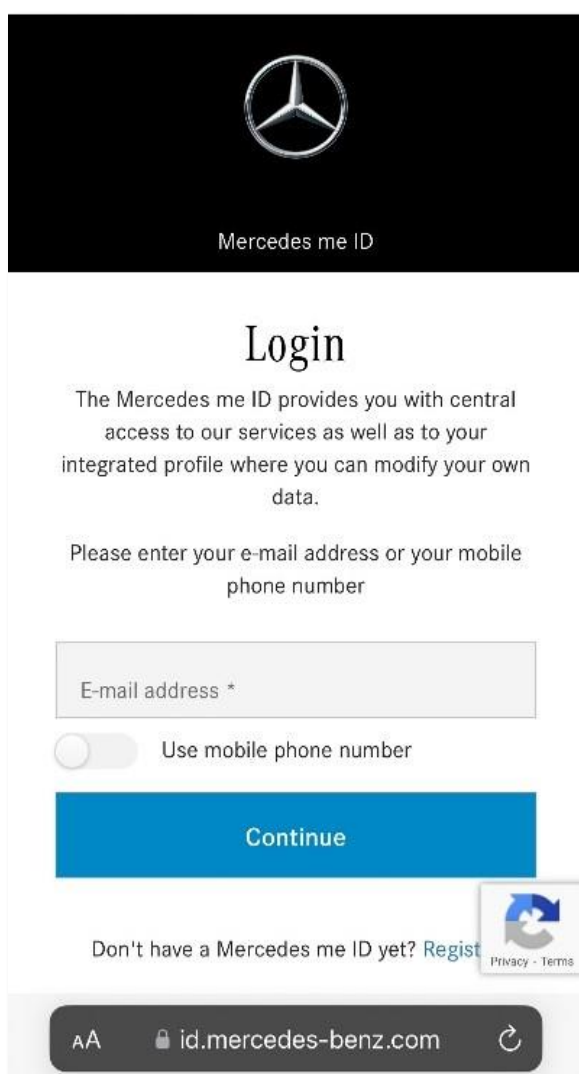 Mercedes me ID
Login
The Mercedes me ID provides you with central
access to our services as well as to your
integrated profile where you can modify your own
data.
Please enter your e-mail address or your mobile
phone number
E-mail address *
Use mobile phone number
Continue
Don't have a Mercedes me ID yet? Regist
Privacy - Terms
AA id.mercedes-benz.com